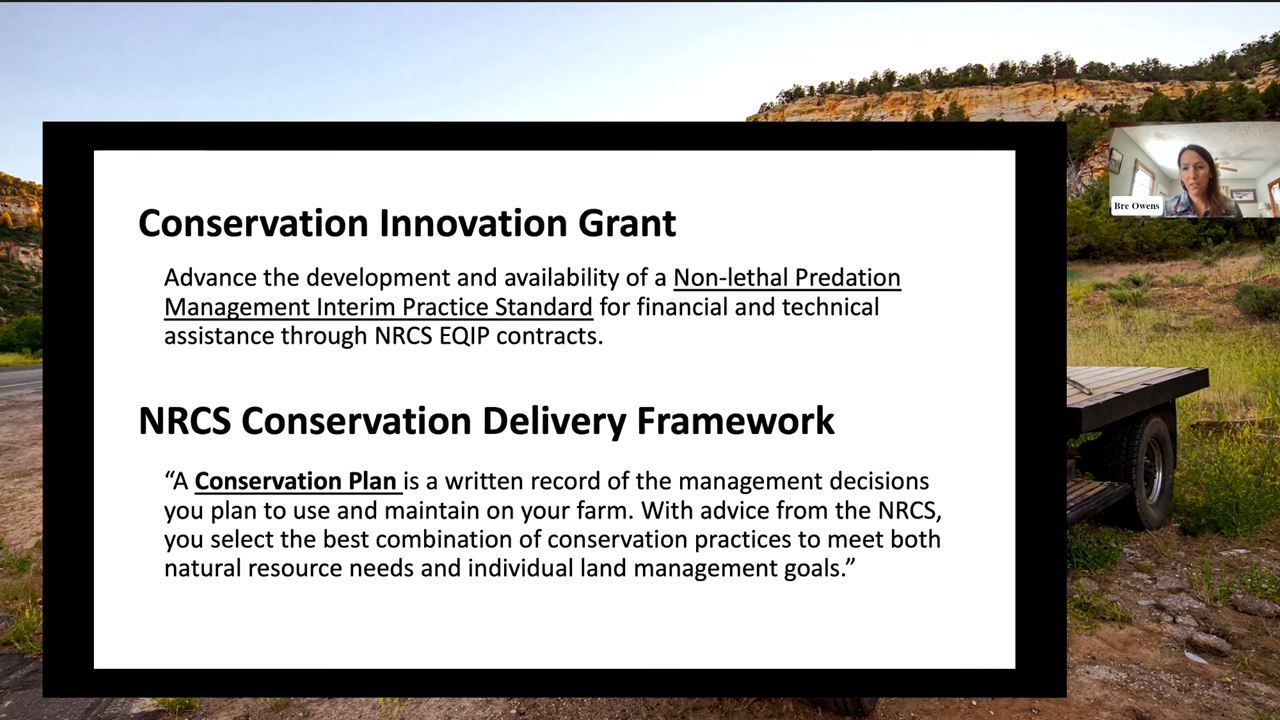 Conservation Innovation Grant
Advance the development and availability of a Non-lethal Predation
Management Interim Practice Standard for financial and technical
assistance through NRCS EQIP contracts.
NRCS Conservation Delivery Framework
“A Conservation Plan is a written record of the management decisions
you plan to use and maintain on your farm. With advice from the NRCS,
you select the best combination of conservation practices to meet both
natural resource needs and individual land management goals.”
Bre Owens